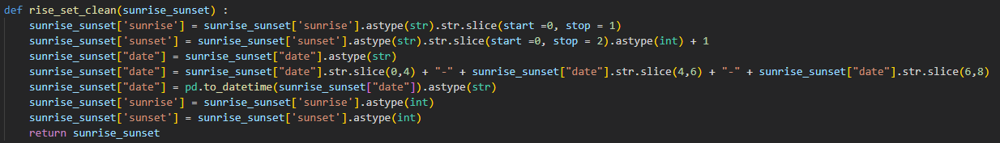 def rise_set_clean(sunrise_sunset) :
    sunrise_sunset['sunrise'] = sunrise_sunset['sunrise'].astype(str).str.slice(start =0, stop = 1)
    sunrise_sunset['sunset'] = sunrise_sunset['sunset'].astype(str).str.slice(start =0, stop = 2).astype(int) + 1
    sunrise_sunset["date"] = sunrise_sunset["date"].astype(str)
    sunrise_sunset["date"] = sunrise_sunset["date"].str.slice(0,4) + "-" + sunrise_sunset["date"].str.slice(4,6) + "-" + sunrise_sunset["date"].str.slice(6,8)
    sunrise_sunset["date"] = pd.to_datetime(sunrise_sunset["date"]).astype(str)
    sunrise_sunset['sunrise'] = sunrise_sunset['sunrise'].astype(int)
    sunrise_sunset['sunset'] = sunrise_sunset['sunset'].astype(int)
    return sunrise_sunset